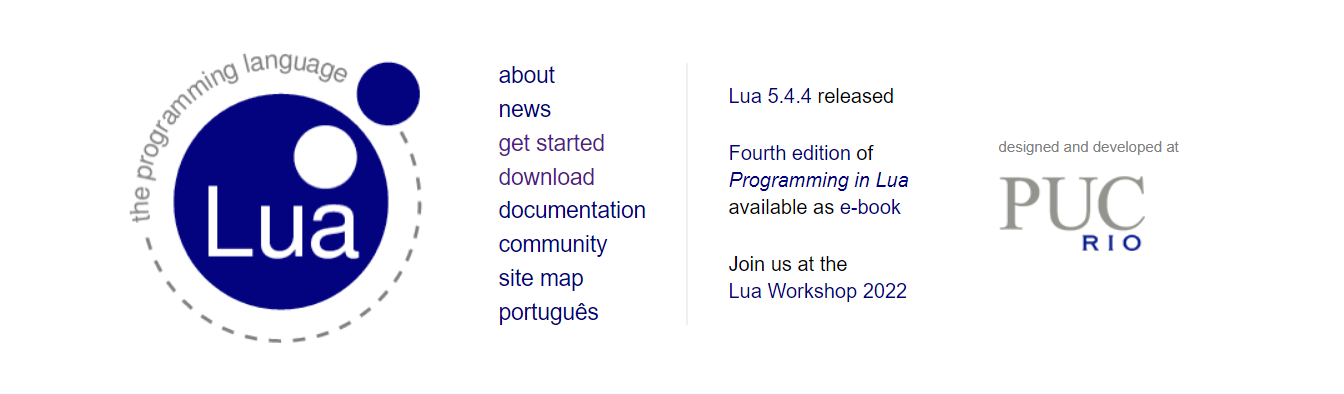 the programming language
Lua
about
news
get started
download
documentation
community
site map
português
Lua 5.4.4 released
Fourth edition of
Programming in Lua
available as e-book
Join us at the
Lua Workshop 2022
designed and developed at
PUC
RIO